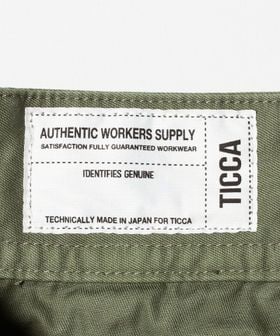 AUTHENTIC WORKERS SUPPLY
SATISFACTION FULLY GUARANTEED WORKWEAR
IDENTIFIES GENUINE
TECHNICALLY MADE IN JAPAN FOR TICCA
TICCA